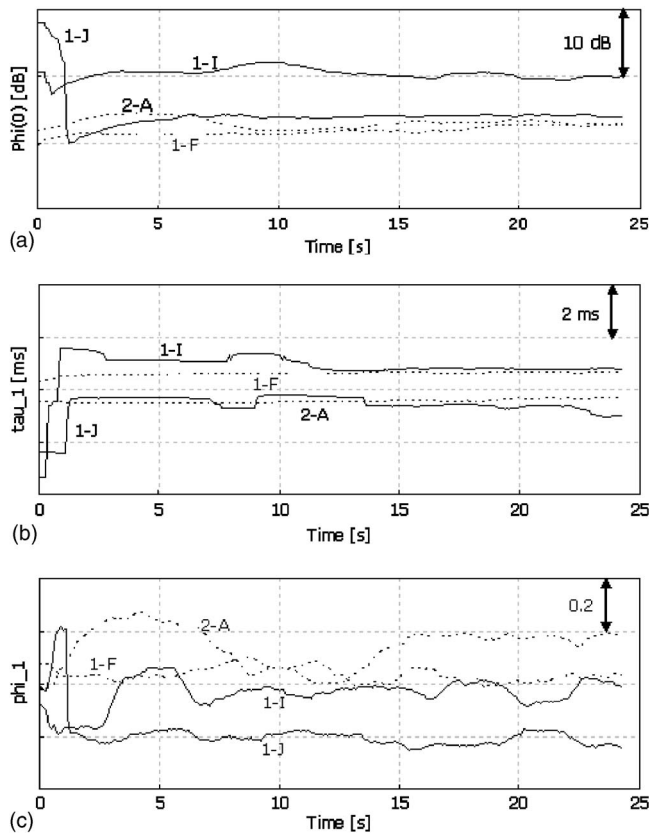 1-J
1-I
10 dB
2-A
1-F
Phi(0) [dB]
0 5 10 15 20 25
(a)
Time [s]
2 ms
1-I
1-F
2-A
1-J
tau_1 [ms]
0 5 10 15 20 25
(b)
Time [s]
0.2
2-A
1-F
1-I
1-J
phi_1
0 5 10 15 20 25
(c)
Time [s]